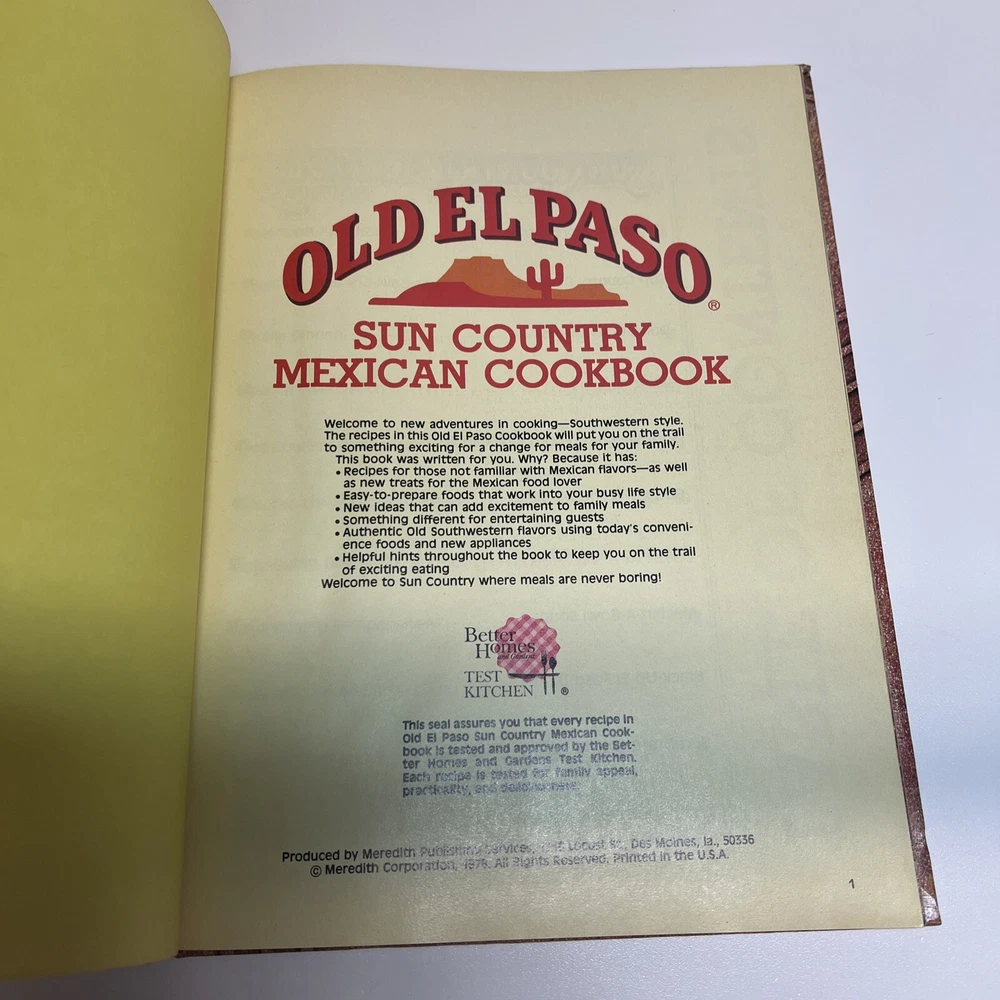 OLD EL PASO®
SUN COUNTRY
MEXICAN COOKBOOK
Welcome to new adventures in cooking—Southwestern style.
The recipes in this Old El Paso Cookbook will put you on the trail
to something exciting for a change for meals for your family.
This book was written for you. Why? Because it has:
• Recipes for those not familiar with Mexican flavors—as well
as new treats for the Mexican food lover
• Easy-to-prepare foods that work into your busy life style
• New ideas that can add excitement to family meals
• Something different for entertaining guests
• Authentic Old Southwestern flavors using today's conveni-
ence foods and new appliances
• Helpful hints throughout the book to keep you on the trail
of exciting eating
Welcome to Sun Country where meals are never boring!
Better
Homes
and Gardens
TEST
KITCHEN ®
This seal assures you that every recipe in
Old El Paso Sun Country Mexican Cook-
book is tested and approved by the Bet-
ter Homes and Gardens Test Kitchen.
Each recipe is tested for family appeal,
practicality, and deliciousness.
Produced by Meredith Publishing Services, Locust St., Des Moines, Ia., 50336
© Meredith Corporation, All Rights Reserved. Printed in the U.S.A.
1